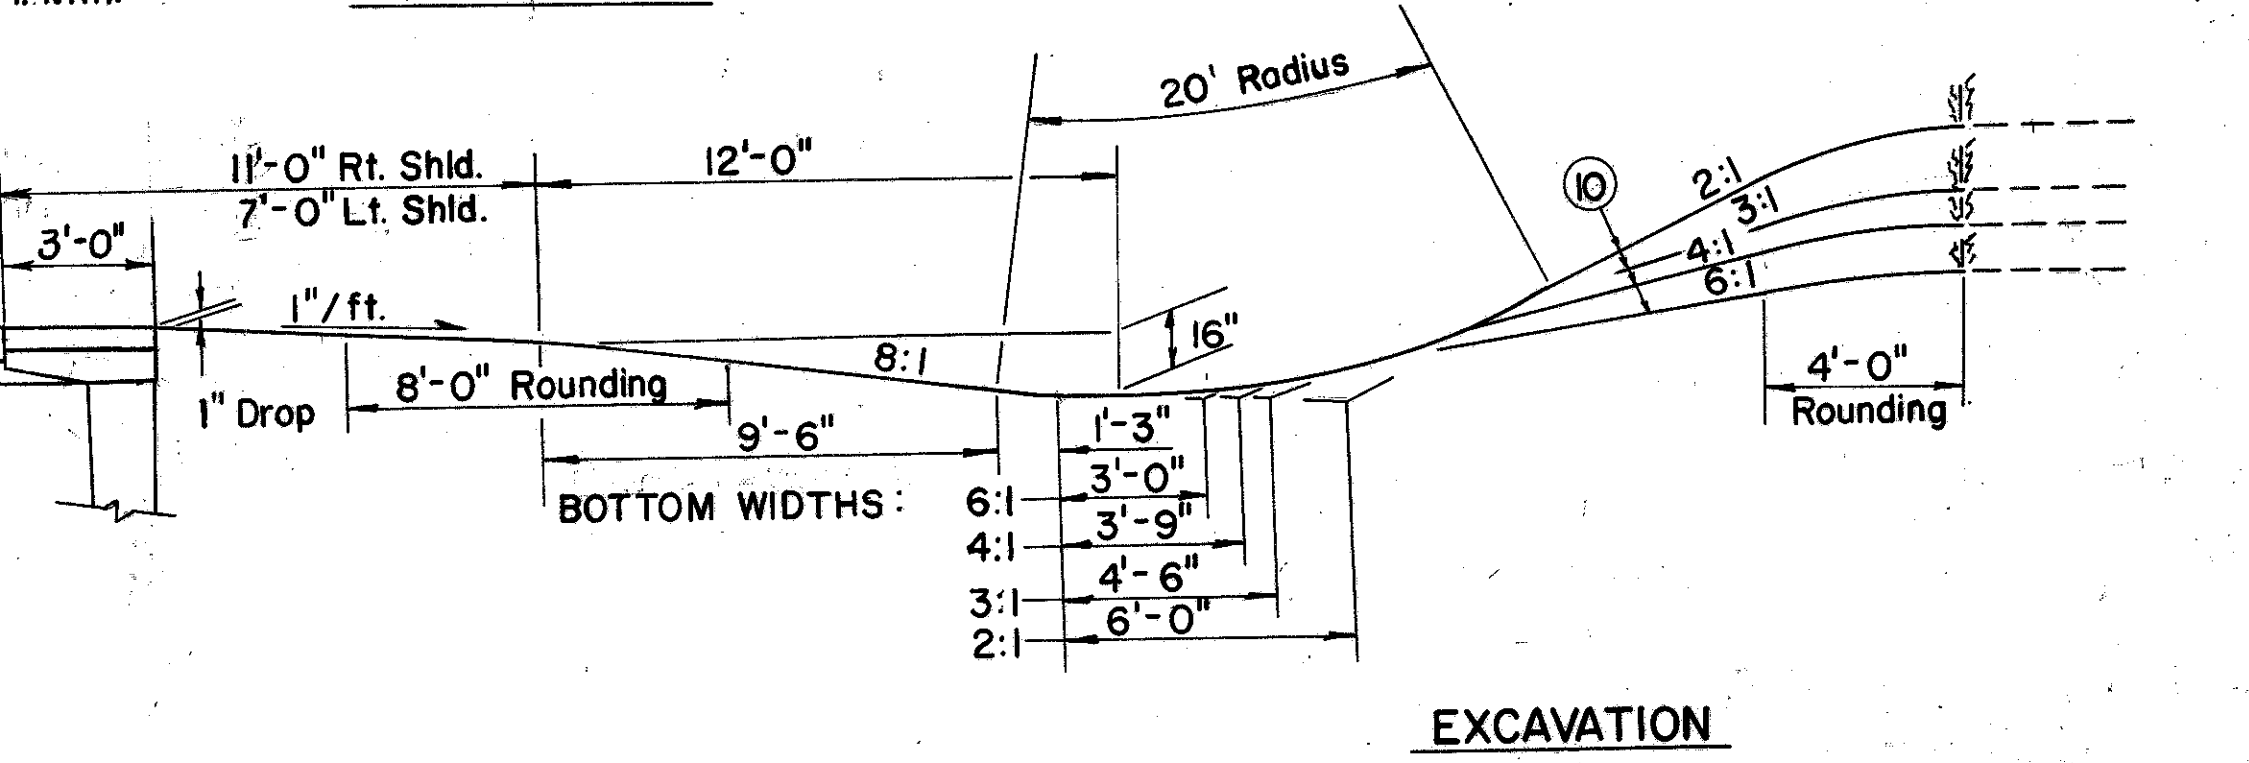 20' Radius
11'-0" Rt. Shld.
12'-0"
7'-0" Lt. Shld.
3'-0"
10
2:1
3:1
4:1
6:1
1"/ft.
16"
8:1
8'-0" Rounding
1" Drop
4'-0"
Rounding
9'-6"
1'-3"
BOTTOM WIDTHS: 6:1 3'-0"
4:1 3'-9"
3:1 4'-6"
2:1 6'-0"
EXCAVATION